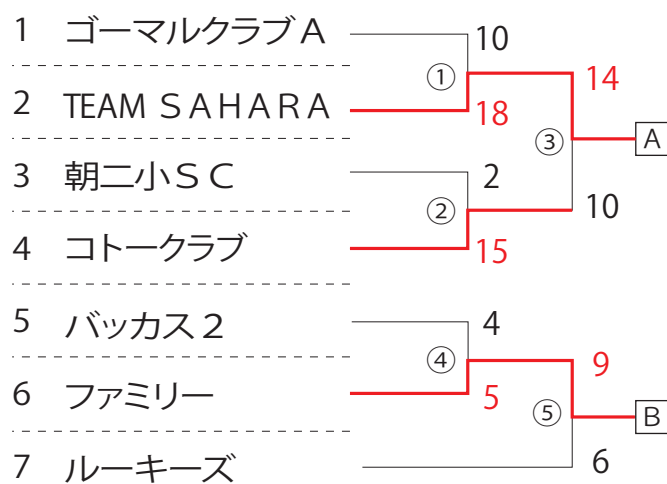 1 ゴーマルクラブA
10
①
14
2 TEAM SAHARA
18
③
A
3 朝二小SC
2
②
10
4 コトークラブ
15
5 バッカス2
4
④
9
6 ファミリー
5
⑤
B
7 ルーキーズ
6